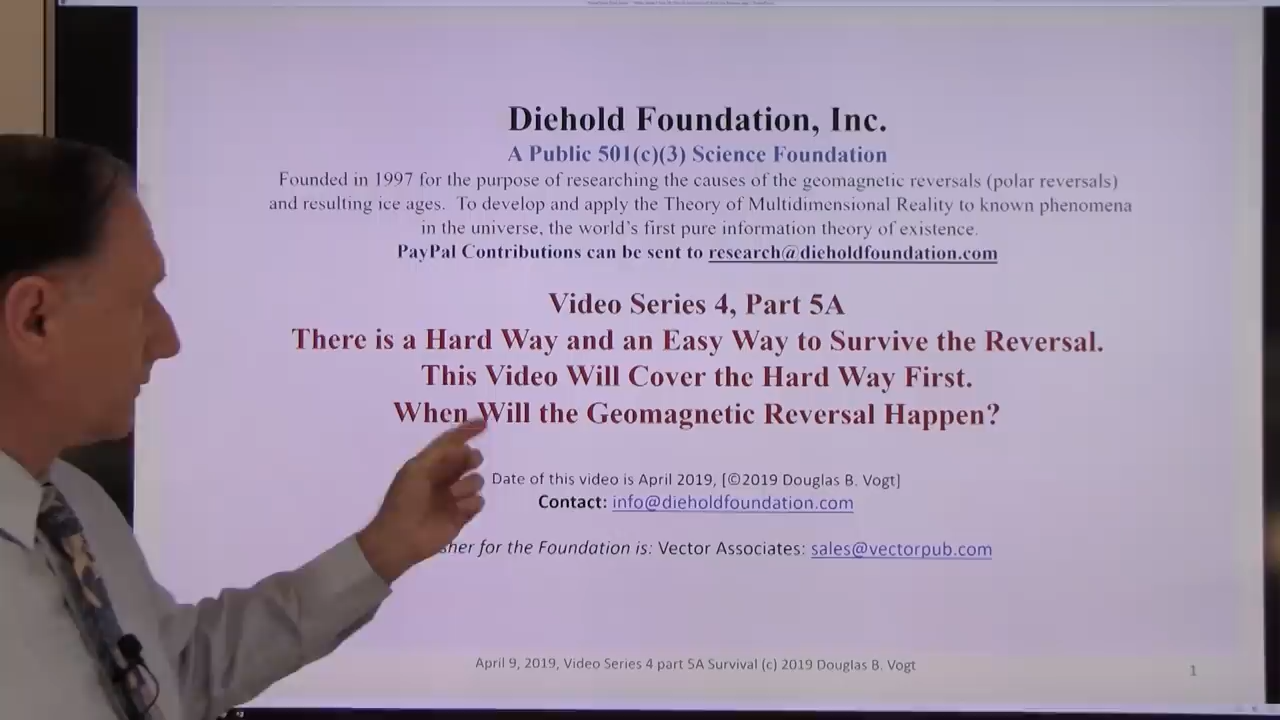 Diehold Foundation, Inc.
A Public 501(c)(3) Science Foundation
Founded in 1997 for the purpose of researching the causes of the geomagnetic reversals (polar reversals)
and resulting ice ages. To develop and apply the Theory of Multidimensional Reality to known phenomena
in the universe, the world's first pure information theory of existence.
PayPal Contributions can be sent to research@dieholdfoundation.com
Video Series 4, Part 5A
There is a Hard Way and an Easy Way to Survive the Reversal.
This Video Will Cover the Hard Way First.
When Will the Geomagnetic Reversal Happen?
Date of this video is April 2019, [©2019 Douglas B. Vogt]
Contact: info@dieholdfoundation.com
for the Foundation is: Vector Associates: sales@vectorpub.com
April 9, 2019, Video Series 4 part 5A Survival (c) 2019 Douglas B. Vogt
1